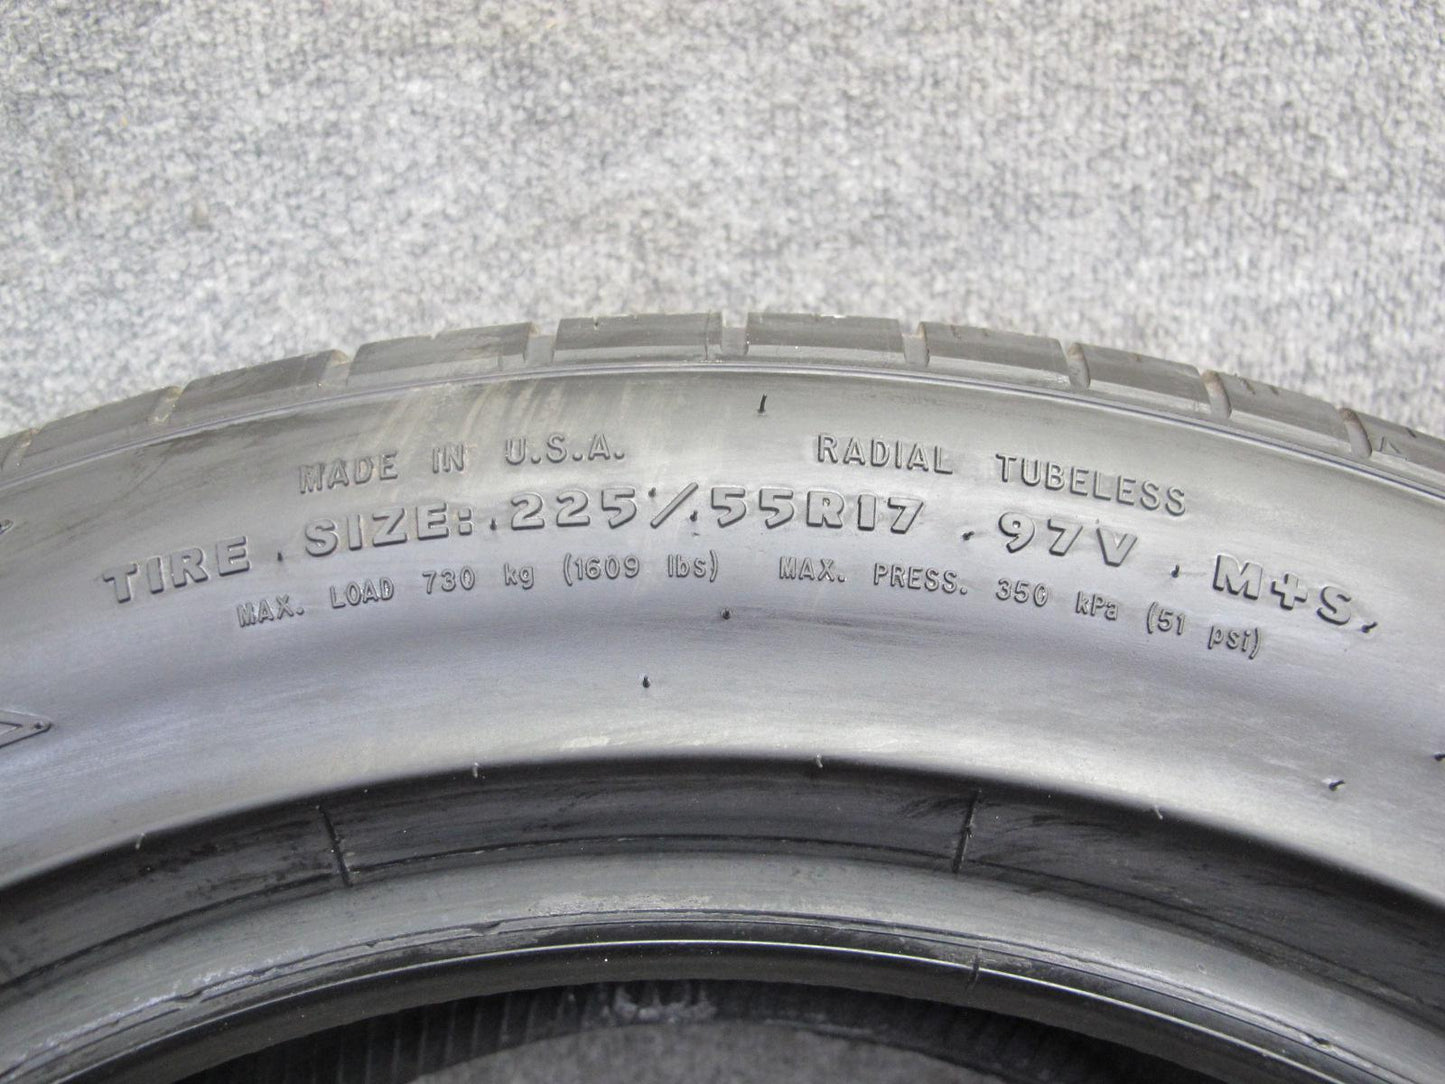 MADE IN U.S.A. RADIAL TUBELESS
TIRE SIZE: 225/55R17 97V M+S
MAX. LOAD 730 kg (1609 lbs) MAX. PRESS. 350 kPa (51 psi)